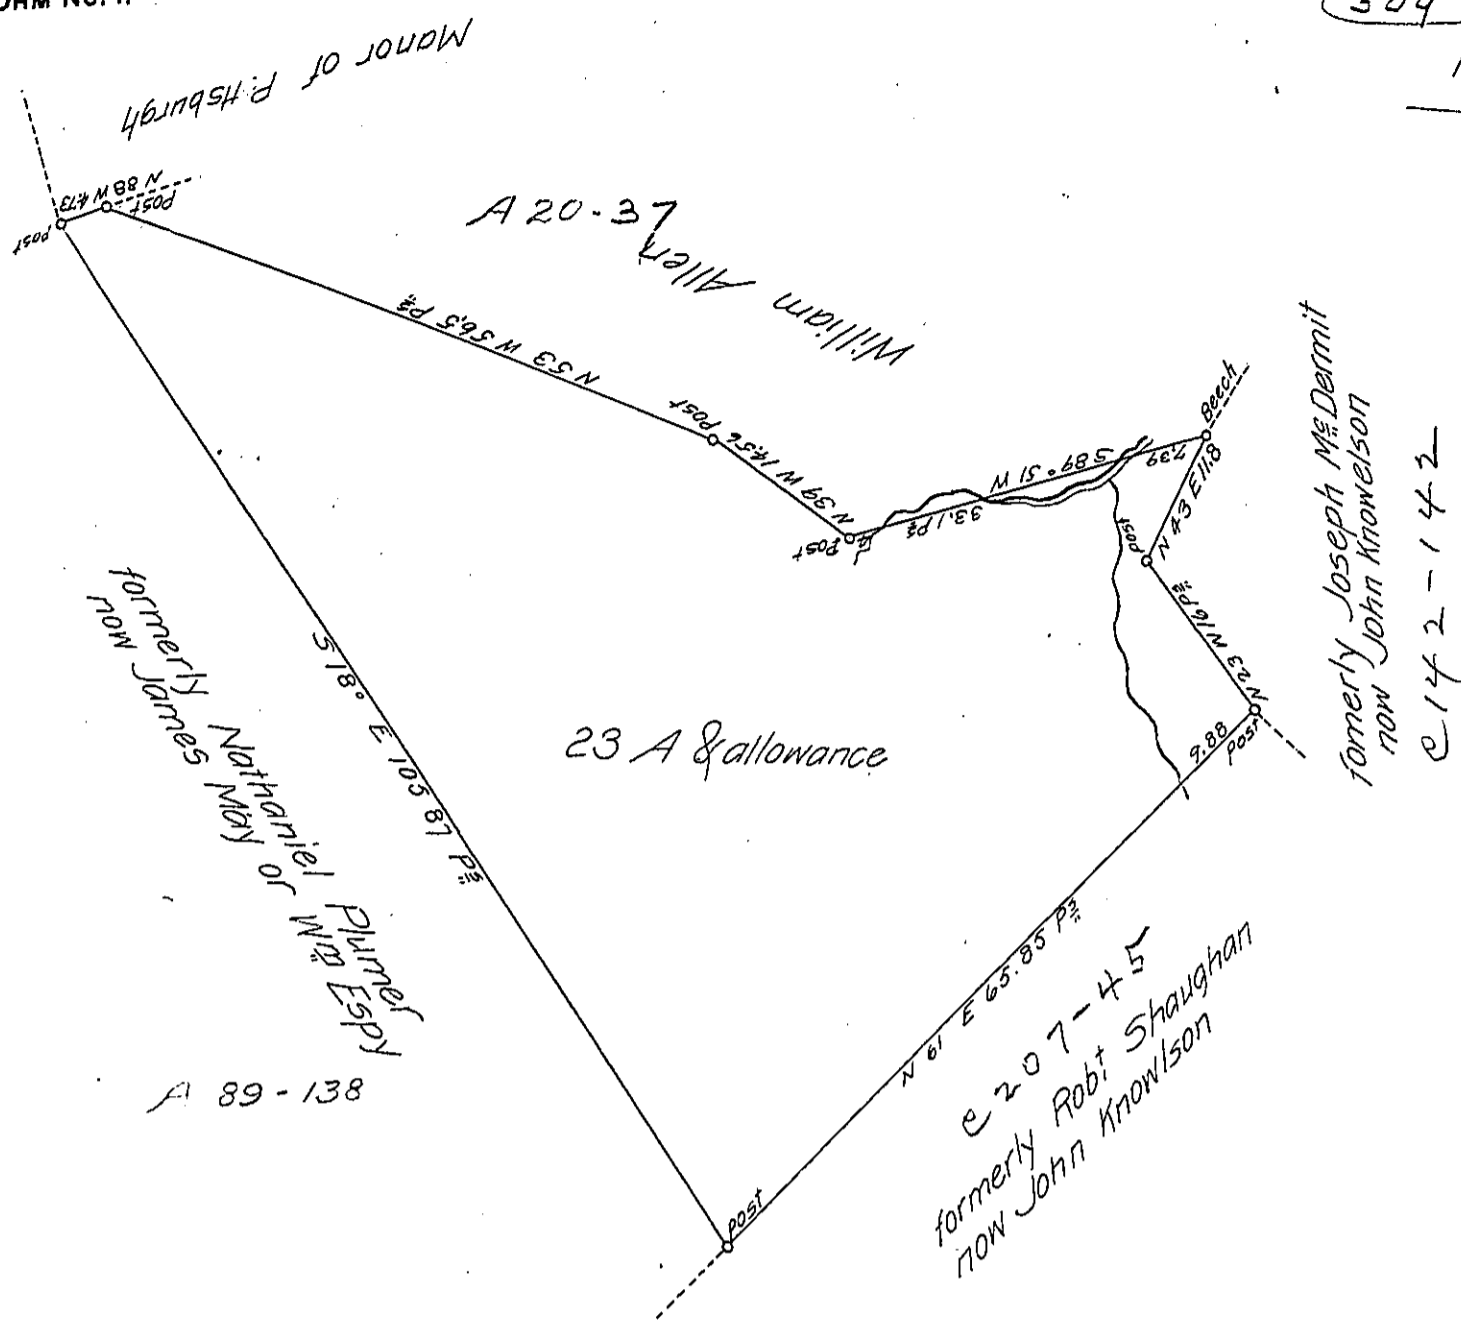 304
1
Manor of Pittsburgh
N 88 W 4.73
Post
post
A 20-37
William Allen
N 53 W 56.5 Ps
Post
N 39 W 14.56
Post
33.1 Ps
S 89° 51 W
7.39
Beech
N 43 E 11.8
post
N 23 W 16 Ps
post
9.88
formerly Joseph McDermit
now John Knowelson
C 142-142
23 A & allowance
S 18° E 105 87 Ps
formerly Nathaniel Plumer
now James May or Wm Espy
A 89-138
N 61 E 65.85 Ps
C 207-45
formerly Robt Shaughan
now John Knowlson
post